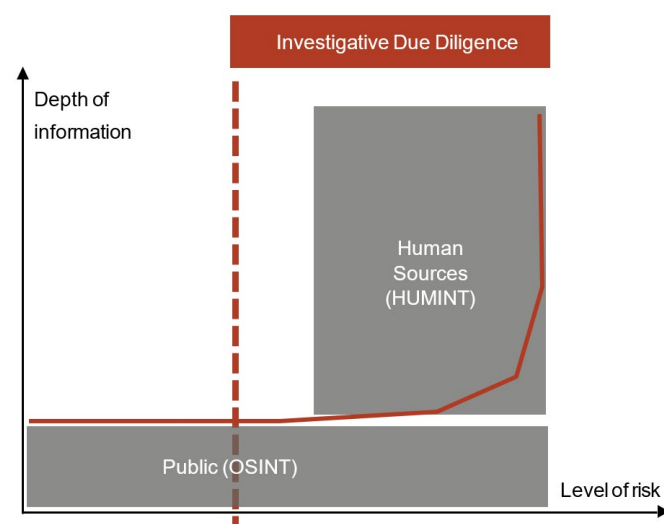 Investigative Due Diligence
Depth of
information
Human
Sources
(HUMINT)
Public (OSINT)
Level of risk